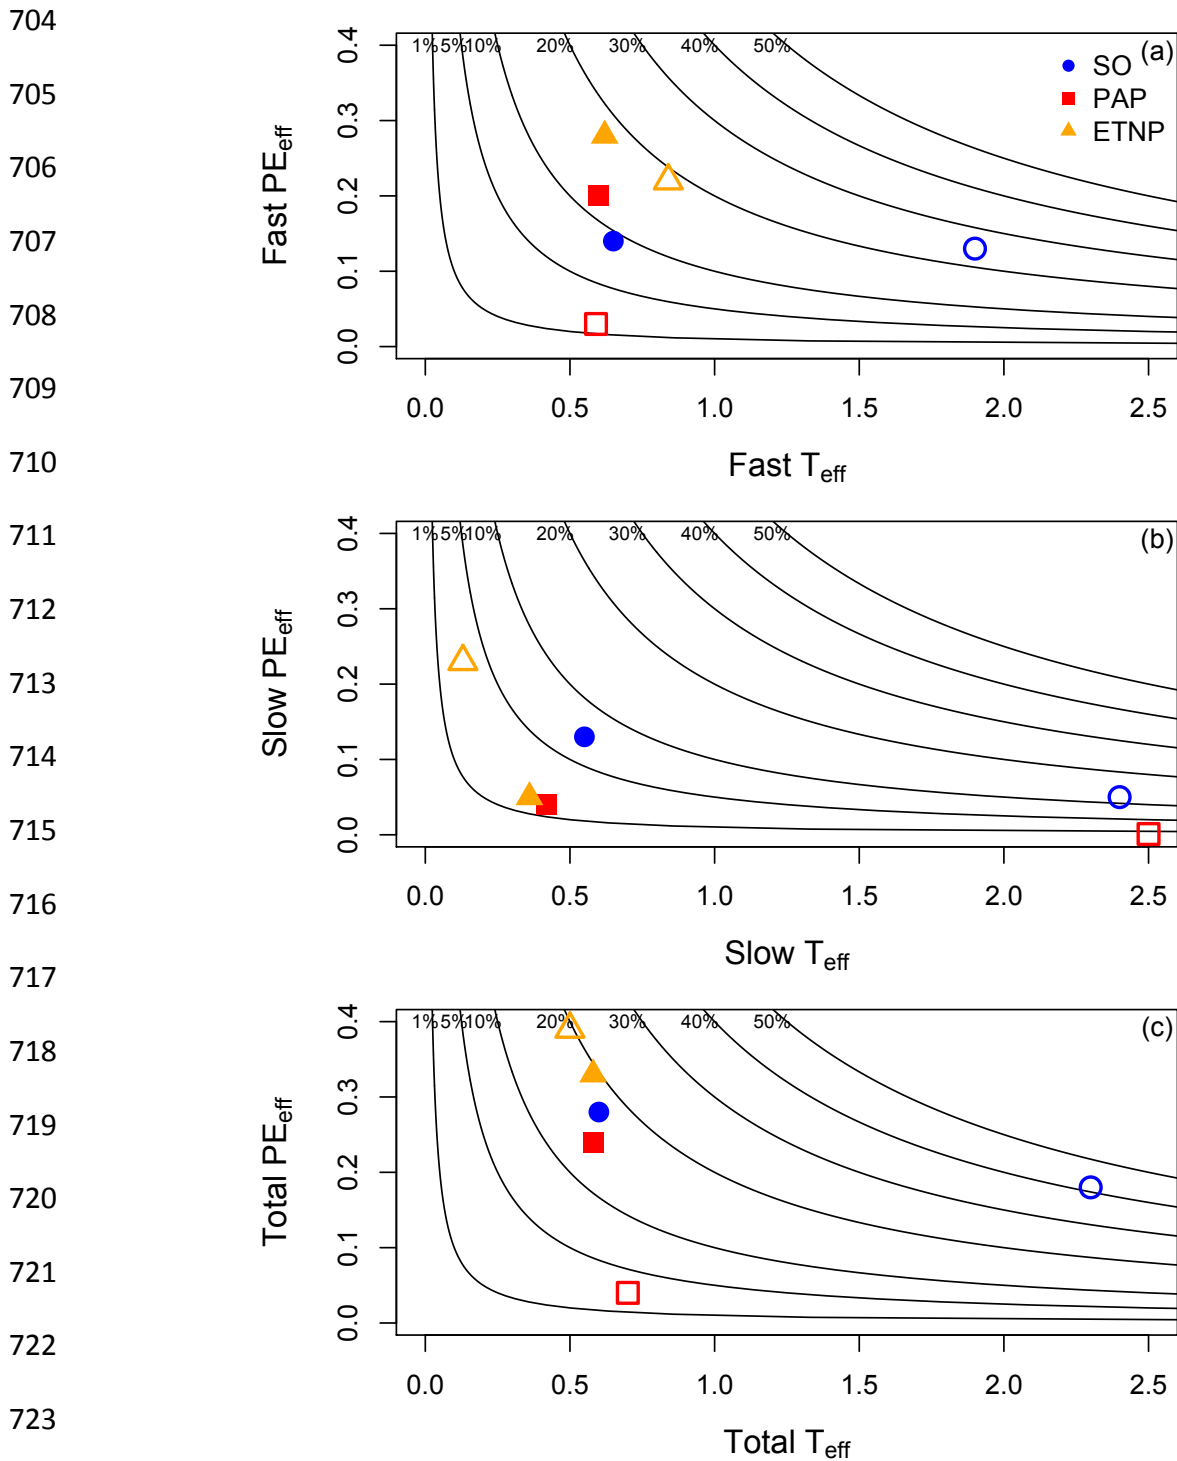 704
705
706
707
708
709
710
711
712
713
714
715
716
717
718
719
720
721
722
723
1% 5% 10% 20% 30% 40% 50% (a)
SO
PAP
ETNP
0.4
0.3
0.2
0.1
0.0
Fast PEeff
0.0 0.5 1.0 1.5 2.0 2.5
Fast Teff
1% 5% 10% 20% 30% 40% 50% (b)
0.4
0.3
0.2
0.1
0.0
Slow PEeff
0.0 0.5 1.0 1.5 2.0 2.5
Slow Teff
1% 5% 10% 20% 30% 40% 50% (c)
0.4
0.3
0.2
0.1
0.0
Total PEeff
0.0 0.5 1.0 1.5 2.0 2.5
Total Teff